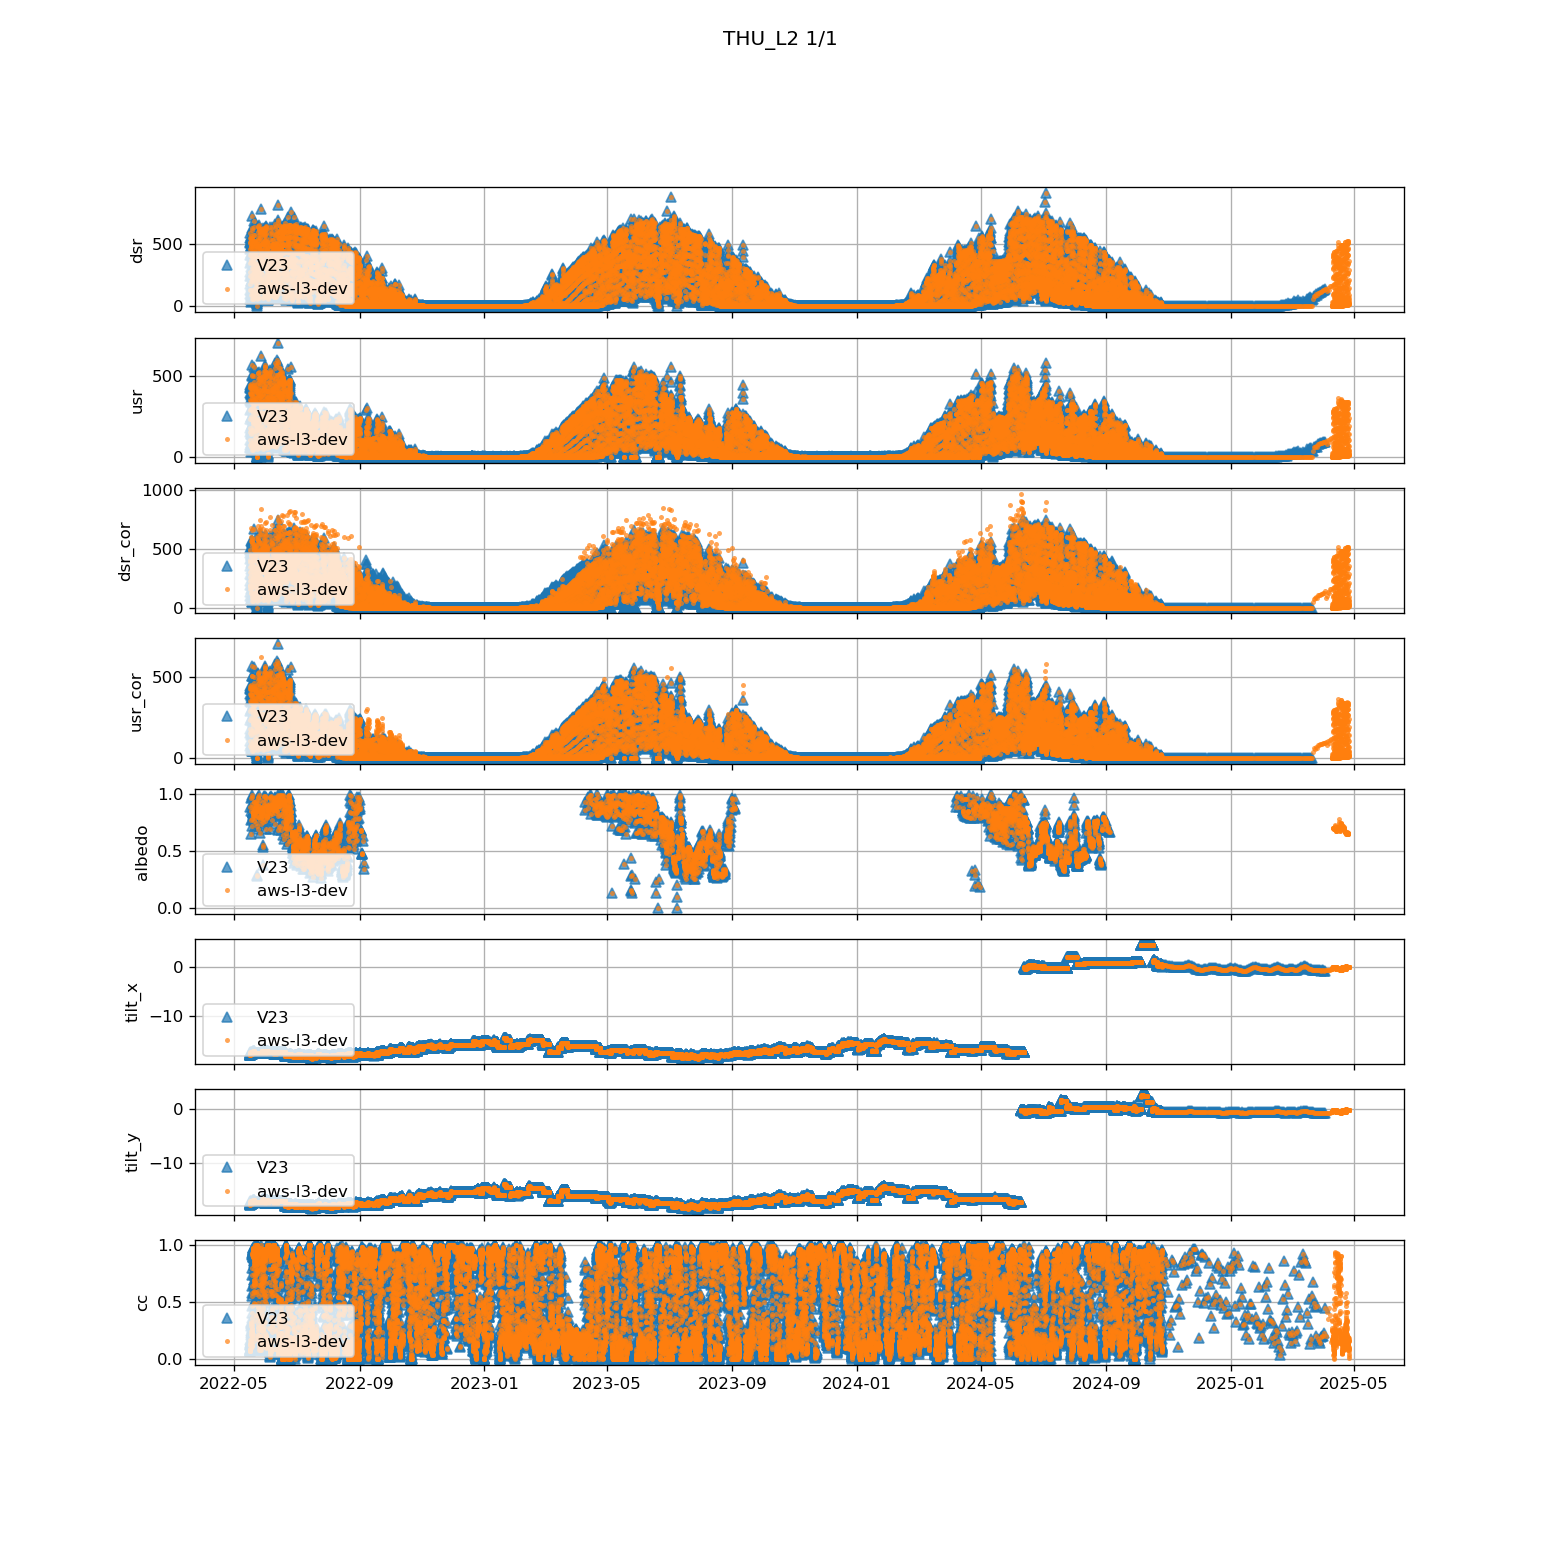 THU_L2 1/1
dsr
500
0
V23
aws-l3-dev
usr
500
0
V23
aws-l3-dev
dsr_cor
1000
500
0
V23
aws-l3-dev
usr_cor
500
0
V23
aws-l3-dev
albedo
1.0
0.5
0.0
V23
aws-l3-dev
tilt_x
0
−10
V23
aws-l3-dev
tilt_y
0
−10
V23
aws-l3-dev
cc
1.0
0.5
0.0
V23
aws-l3-dev
2022-05 2022-09 2023-01 2023-05 2023-09 2024-01 2024-05 2024-09 2025-01 2025-05